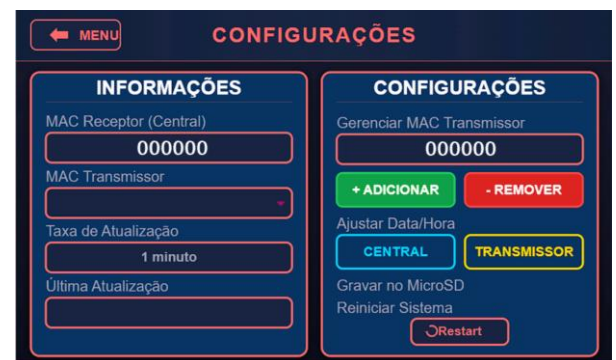 MENU
CONFIGURAÇÕES
INFORMAÇÕES
MAC Receptor (Central)
000000
MAC Transmissor
Taxa de Atualização
1 minuto
Última Atualização
CONFIGURAÇÕES
Gerenciar MAC Transmissor
000000
+ ADICIONAR
- REMOVER
Ajustar Data/Hora
CENTRAL
TRANSMISSOR
Gravar no MicroSD
Reiniciar Sistema
Restart